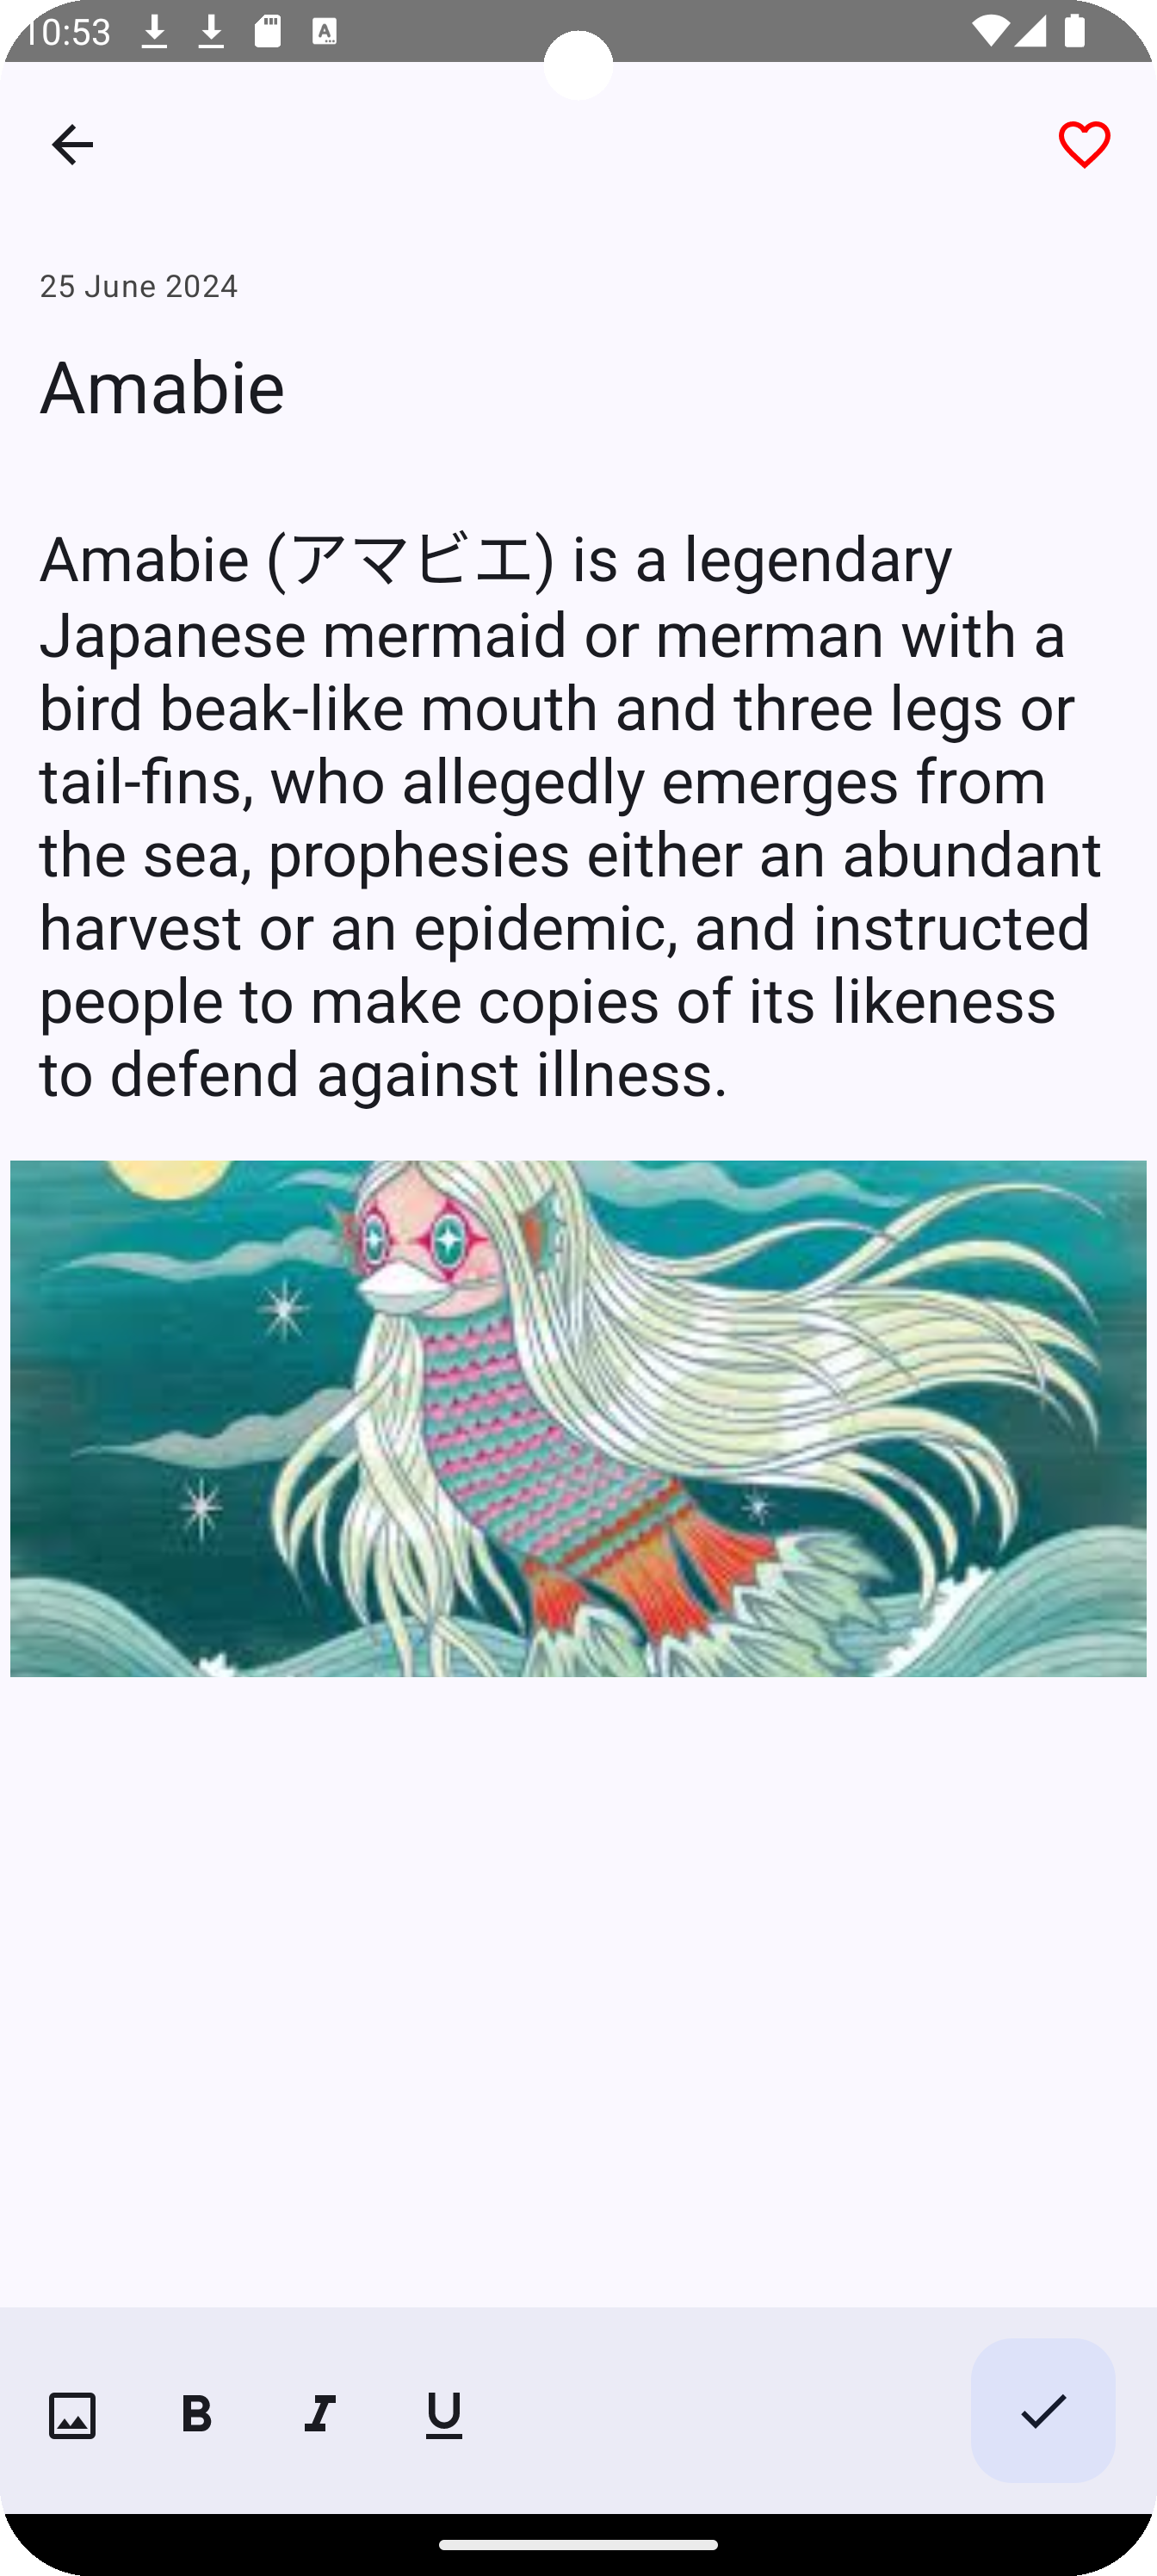 10:53
25 June 2024
Amabie
Amabie (アマビエ) is a legendary
Japanese mermaid or merman with a
bird beak-like mouth and three legs or
tail-fins, who allegedly emerges from
the sea, prophesies either an abundant
harvest or an epidemic, and instructed
people to make copies of its likeness
to defend against illness.
B
I
U